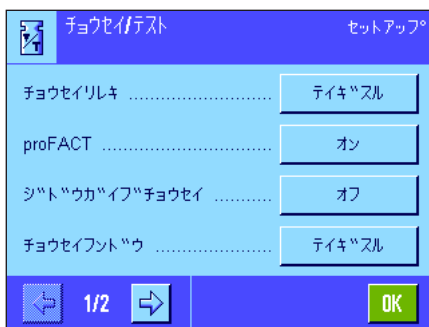 チョウセイ/テスト
セットアップ
チョウセイリレキ ........................ テイギスル
proFACT ............................ オン
ジドウガイブチョウセイ .......... オフ
チョウセイフンドウ .................... テイギスル
1/2
OK